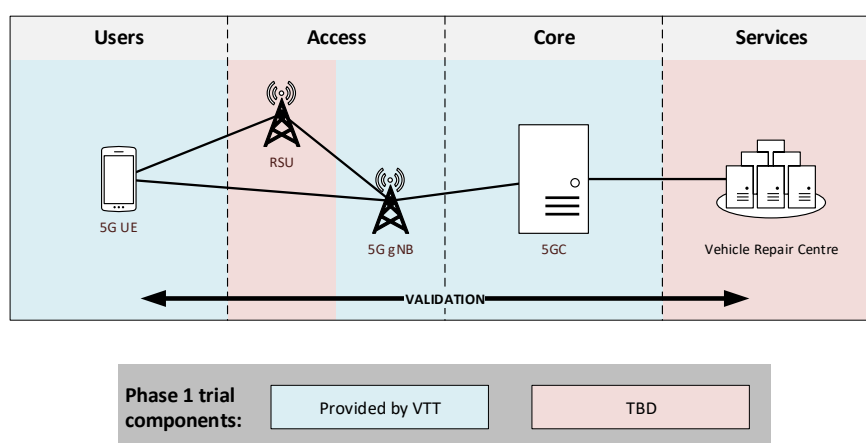 Users
Access
Core
Services
RSU
5G UE
5G gNB
5GC
Vehicle Repair Centre
VALIDATION
Phase 1 trial
components:
Provided by VTT
TBD